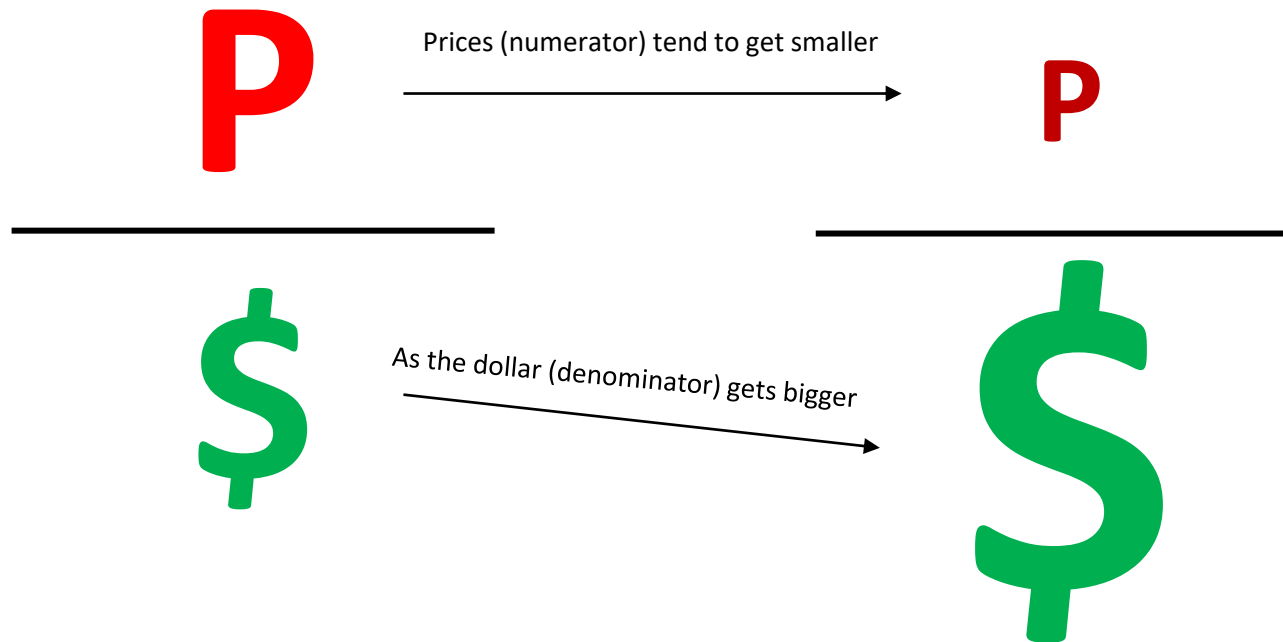 P
Prices (numerator) tend to get smaller
P
$
As the dollar (denominator) gets bigger
$